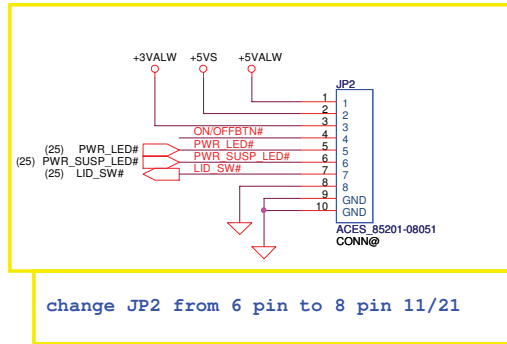 +3VALW +5VS +5VALW
JP2
1 1
2 2
3 3
ON/OFFBTN# 4 4
(25) PWR_LED# PWR_LED# 5 5
(25) PWR_SUSP_LED# PWR_SUSP_LED# 6 6
(25) LID_SW# LID_SW# 7 7
8 8
9 GND
10 GND
ACES_85201-08051
CONN@
change JP2 from 6 pin to 8 pin 11/21